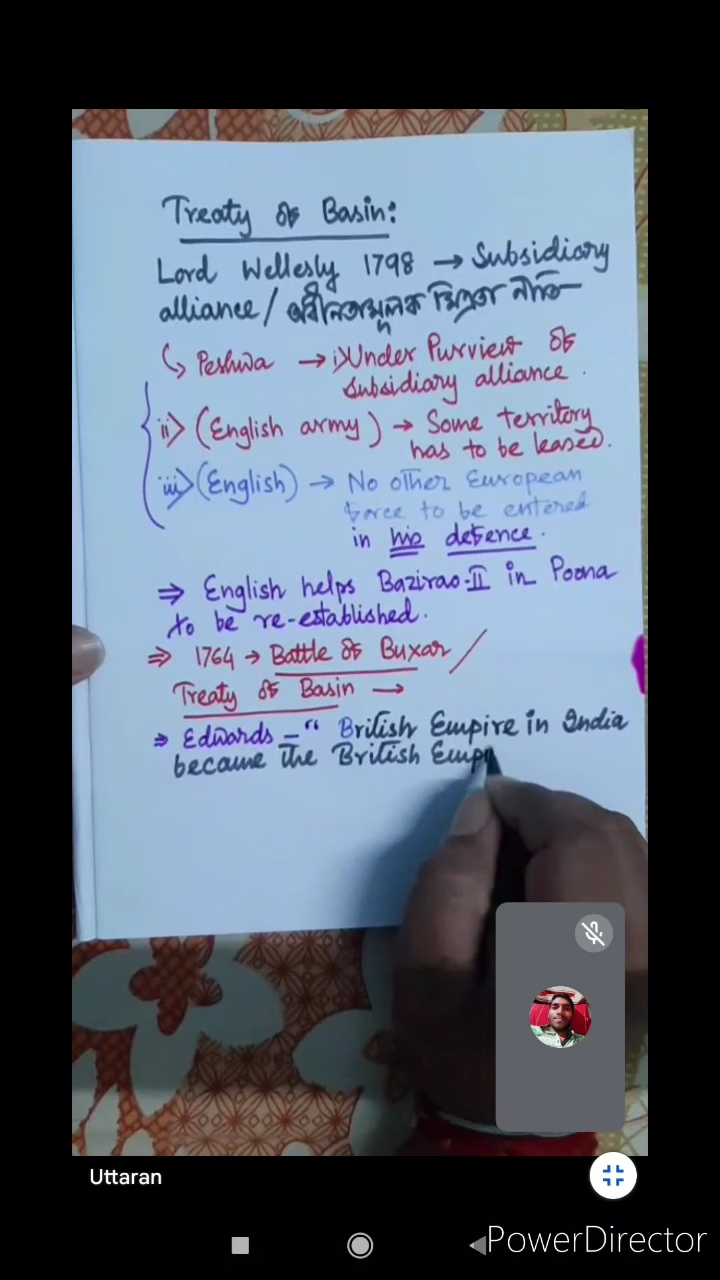 Treaty of Basin:
Lord Wellesly 1798 → Subsidiary
alliance / অধীনতামূলক মিত্রতা নীতি
↳ Peshwa → i> Under Purview of
Subsidiary alliance.
ii> (English army) → Some territory
has to be leased.
iii> (English) → No other European
force to be entered
in his defence.
⇒ English helps Bazirao-II in Poona
to be re-established.
⇒ 1764 → Battle of Buxar /
Treaty of Basin →
⇒ Edwards – " British Empire in India
became the British Emp
Uttaran
PowerDirector